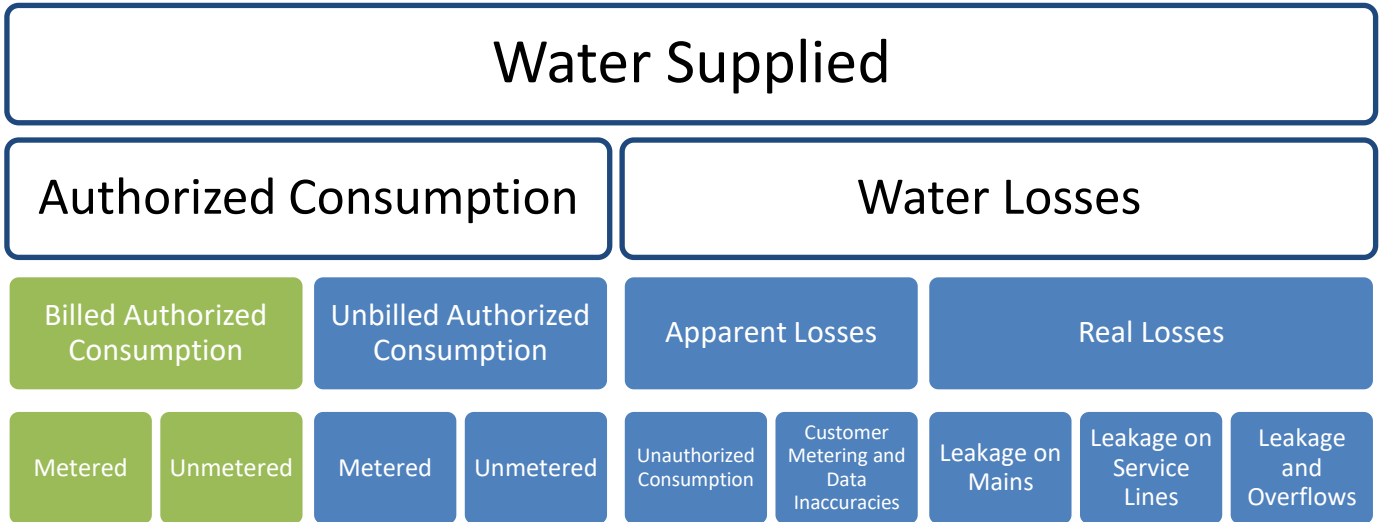 Water Supplied
Authorized Consumption
Water Losses
Billed Authorized
Consumption
Unbilled Authorized
Consumption
Apparent Losses
Real Losses
Metered
Unmetered
Metered
Unmetered
Unauthorized
Consumption
Customer
Metering and
Data
Inaccuracies
Leakage on
Mains
Leakage on
Service
Lines
Leakage
and
Overflows